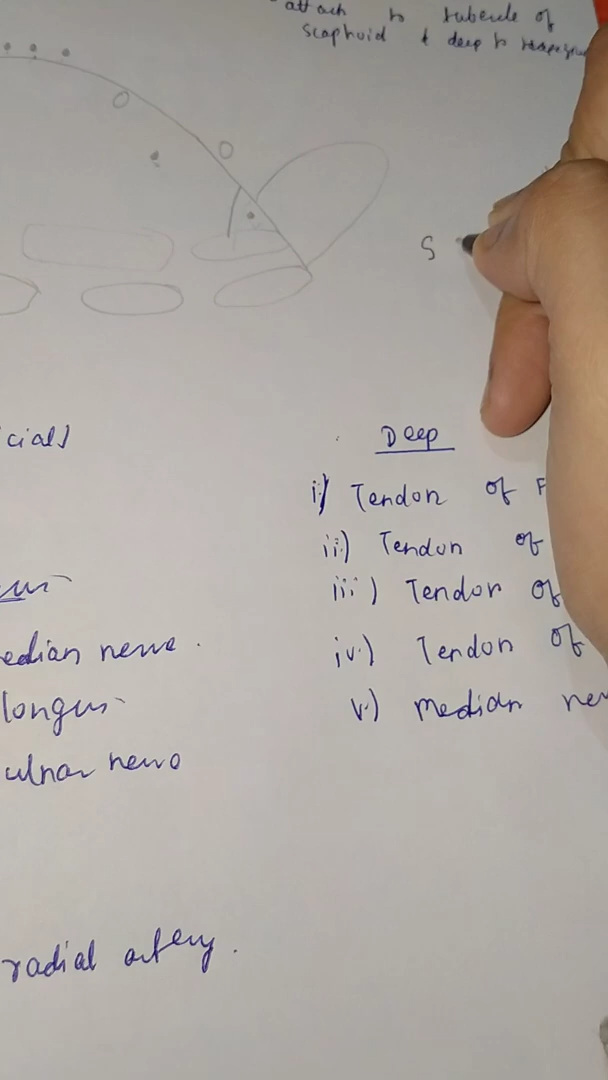 attach to tubercle of
scaphoid & deep to
S
cial)
Deep
i) Tendon of F
ii) Tendon of
iii) Tendon of
edian nerve.
iv.) Tendon of
longus
v.) median ner
ulnar nerve
radial artery.